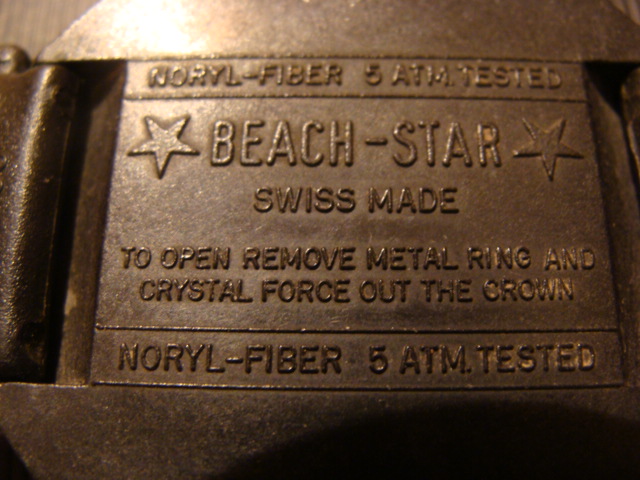 NORYL-FIBER 5 ATM. TESTED
BEACH-STAR
SWISS MADE
TO OPEN REMOVE METAL RING AND
CRYSTAL FORCE OUT THE CROWN
NORYL-FIBER 5 ATM. TESTED